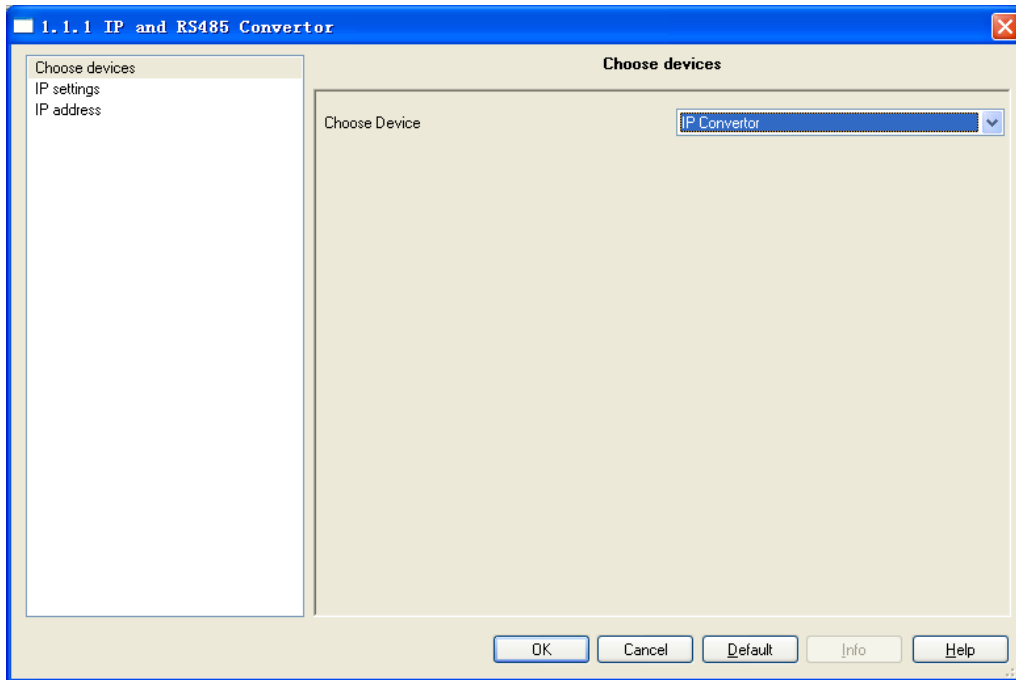 1.1.1 IP and RS485 Convertor
Choose devices
IP settings
IP address
Choose devices
Choose Device
IP Convertor
OK
Cancel
Default
Info
Help